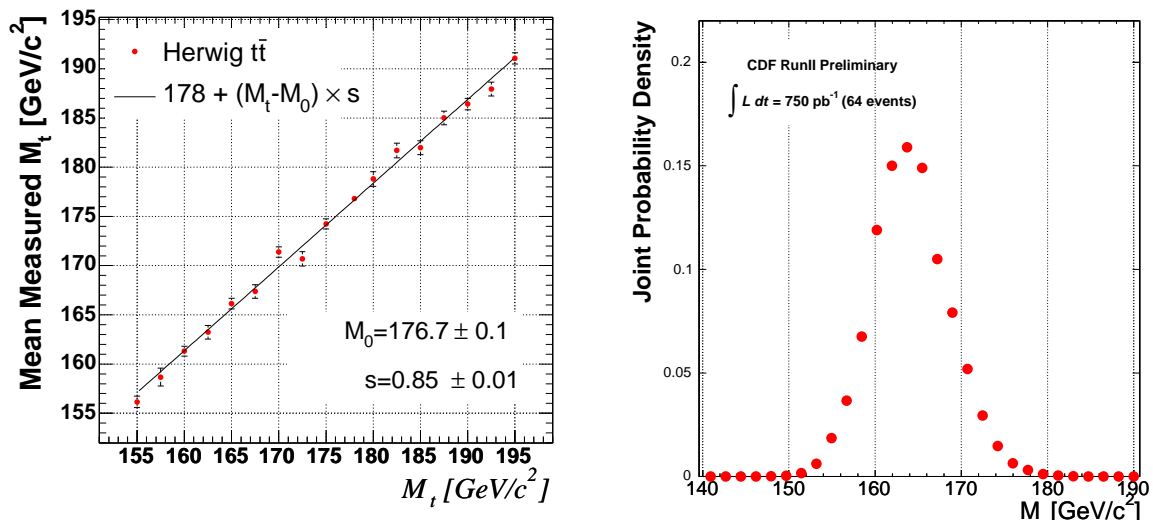 Mean Measured M_t [GeV/c^2]
195
190
185
180
175
170
165
160
155
Herwig tt̄
178 + (M_t-M_0) × s
M_0=176.7 ± 0.1
s=0.85 ± 0.01
155 160 165 170 175 180 185 190 195
M_t [GeV/c^2]
Joint Probability Density
0.2
0.15
0.1
0.05
0
CDF RunII Preliminary
∫ L dt = 750 pb^-1 (64 events)
140 150 160 170 180 190
M [GeV/c^2]